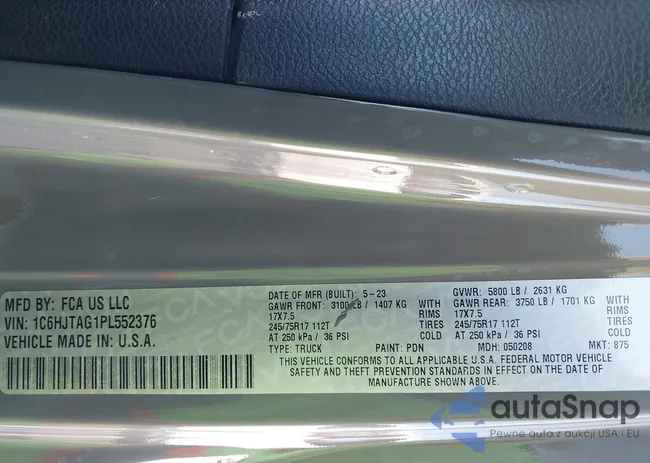 MFD BY: FCA US LLC
VIN: 1C6HJTAG1PL552376
VEHICLE MADE IN: U.S.A.
DATE OF MFR (BUILT): 5-23
GVWR: 5800 LB / 2631 KG
GAWR FRONT: 3100 LB / 1407 KG WITH
GAWR REAR: 3750 LB / 1701 KG WITH
17X7.5 RIMS
17X7.5 RIMS
245/75R17 112T TIRES
245/75R17 112T TIRES
AT 250 kPa / 36 PSI COLD
AT 250 kPa / 36 PSI COLD
TYPE: TRUCK PAINT: PDN MDH: 050208 MKT: 875
THIS VEHICLE CONFORMS TO ALL APPLICABLE U.S.A. FEDERAL MOTOR VEHICLE
SAFETY AND THEFT PREVENTION STANDARDS IN EFFECT ON THE DATE OF
MANUFACTURE SHOWN ABOVE.
autaSnap
Pewne auta z aukcji USA i EU